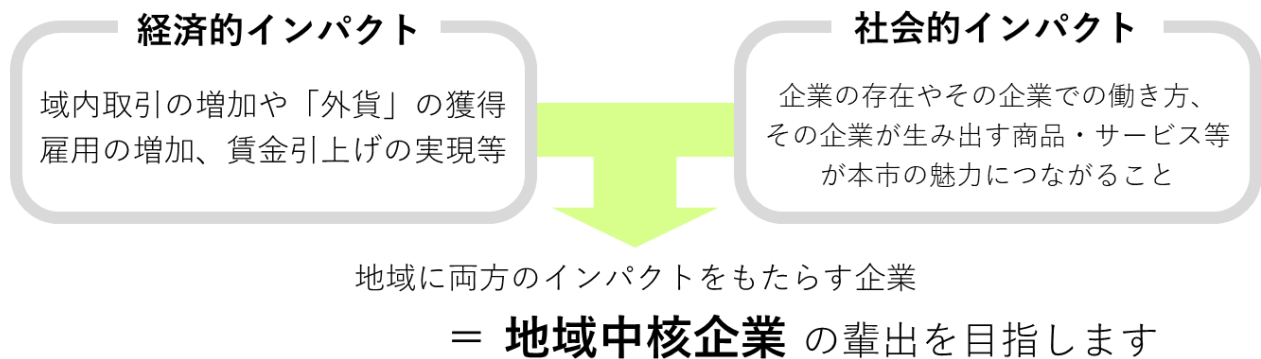 経済的インパクト
域内取引の増加や「外貨」の獲得
雇用の増加、賃金引上げの実現等
社会的インパクト
企業の存在やその企業での働き方、
その企業が生み出す商品・サービス等
が本市の魅力につながること
地域に両方のインパクトをもたらす企業
＝ 地域中核企業 の輩出を目指します